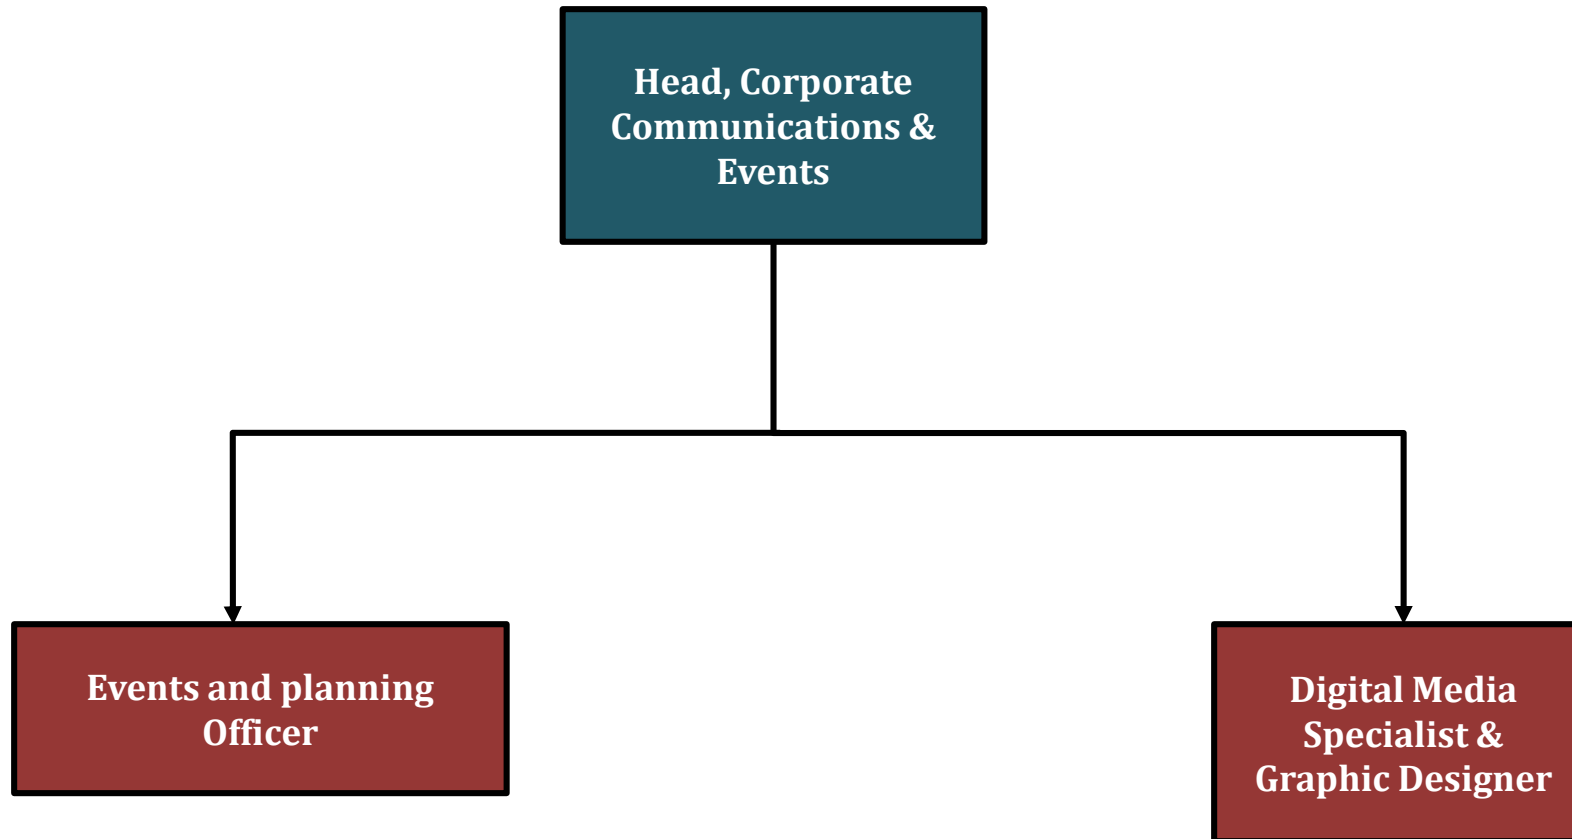 Head, Corporate
Communications &
Events
Events and planning
Officer
Digital Media
Specialist &
Graphic Designer